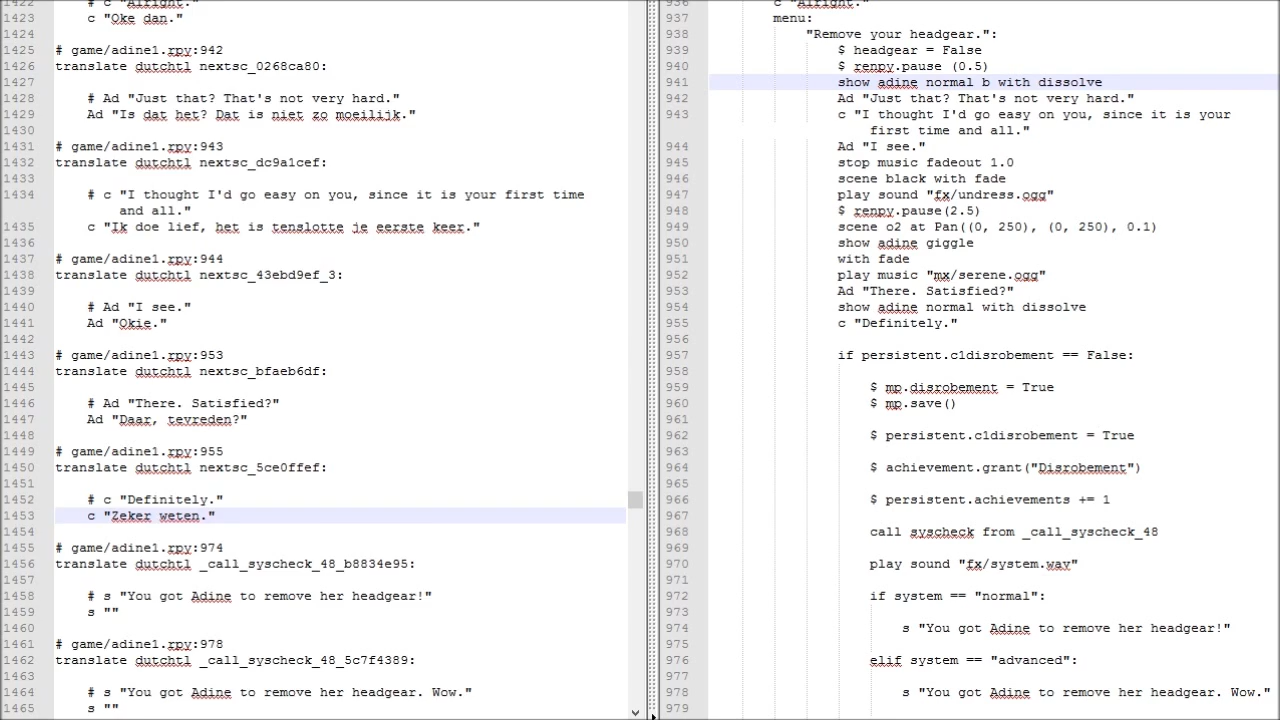 1422 # c "Alright."
1423 c "Oke dan."
1424
1425 # game/adine1.rpy:942
1426 translate dutchtl nextsc_0268ca80:
1427
1428 # Ad "Just that? That's not very hard."
1429 Ad "Is dat het? Dat is niet zo moeilijk."
1430
1431 # game/adine1.rpy:943
1432 translate dutchtl nextsc_dc9a1cef:
1433
1434 # c "I thought I'd go easy on you, since it is your first time
and all."
1435 c "Ik doe lief, het is tenslotte je eerste keer."
1436
1437 # game/adine1.rpy:944
1438 translate dutchtl nextsc_43ebd9ef_3:
1439
1440 # Ad "I see."
1441 Ad "Okie."
1442
1443 # game/adine1.rpy:953
1444 translate dutchtl nextsc_bfaeb6df:
1445
1446 # Ad "There. Satisfied?"
1447 Ad "Daar, tevreden?"
1448
1449 # game/adine1.rpy:955
1450 translate dutchtl nextsc_5ce0ffef:
1451
1452 # c "Definitely."
1453 c "Zeker weten."
1454
1455 # game/adine1.rpy:974
1456 translate dutchtl _call_syscheck_48_b8834e95:
1457
1458 # s "You got Adine to remove her headgear!"
1459 s ""
1460
1461 # game/adine1.rpy:978
1462 translate dutchtl _call_syscheck_48_5c7f4389:
1463
1464 # s "You got Adine to remove her headgear. Wow."
1465 s ""
936 c "Alright."
937 menu:
938 "Remove your headgear.":
939 $ headgear = False
940 $ renpy.pause (0.5)
941 show adine normal b with dissolve
942 Ad "Just that? That's not very hard."
943 c "I thought I'd go easy on you, since it is your
first time and all."
944 Ad "I see."
945 stop music fadeout 1.0
946 scene black with fade
947 play sound "fx/undress.ogg"
948 $ renpy.pause(2.5)
949 scene o2 at Pan((0, 250), (0, 250), 0.1)
950 show adine giggle
951 with fade
952 play music "mx/serene.ogg"
953 Ad "There. Satisfied?"
954 show adine normal with dissolve
955 c "Definitely."
956
957 if persistent.c1disrobement == False:
958
959 $ mp.disrobement = True
960 $ mp.save()
961
962 $ persistent.c1disrobement = True
963
964 $ achievement.grant("Disrobement")
965
966 $ persistent.achievements += 1
967
968 call syscheck from _call_syscheck_48
969
970 play sound "fx/system.wav"
971
972 if system == "normal":
973
974 s "You got Adine to remove her headgear!"
975
976 elif system == "advanced":
977
978 s "You got Adine to remove her headgear. Wow."
979